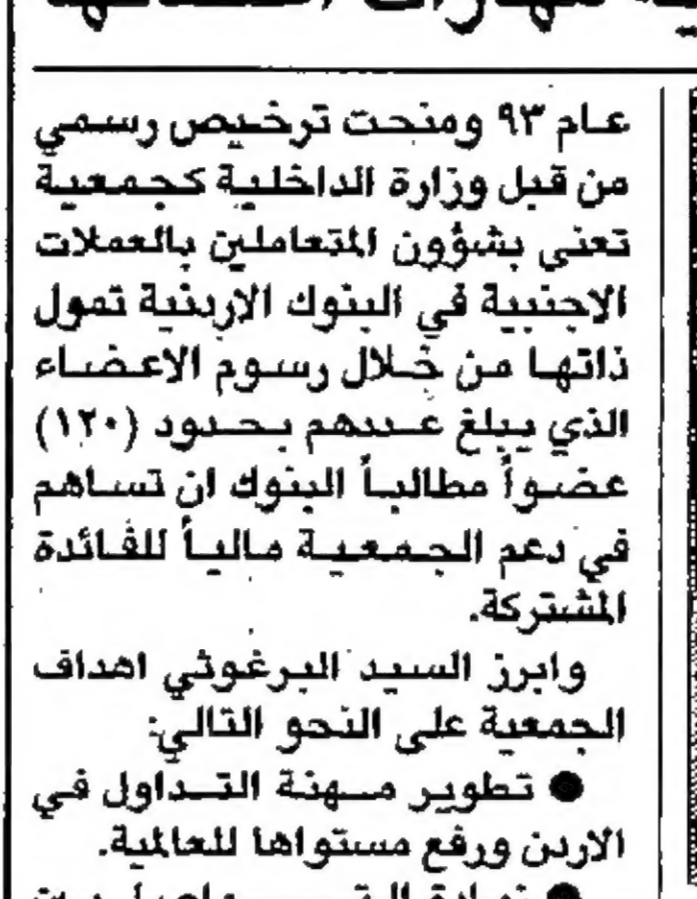 عام ٩٣ ومنحت ترخيص رسمي
من قبل وزارة الداخلية كجمعية
تعنى بشؤون المتعاملين بالعملات
الاجنبية في البنوك الاردنية تمول
ذاتها من خلال رسوم الاعضاء
الذي يبلغ عددهم بحدود (١٢٠)
عضواً مطالباً البنوك ان تساهم
في دعم الجمعية مالياً للفائدة
المشتركة.
وابرز السيد البرغوثي اهداف
الجمعية على النحو التالي:
● تطوير مهنة التداول في
الاردن ورفع مستواها للعالمية.